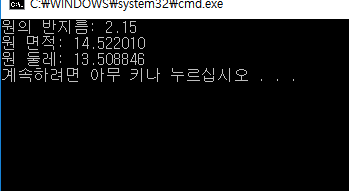 C:₩WINDOWS₩system32₩cmd.exe
원의 반지름: 2.15
원 면적: 14.522010
원 둘레: 13.508846
계속하려면 아무 키나 누르십시오 . . .